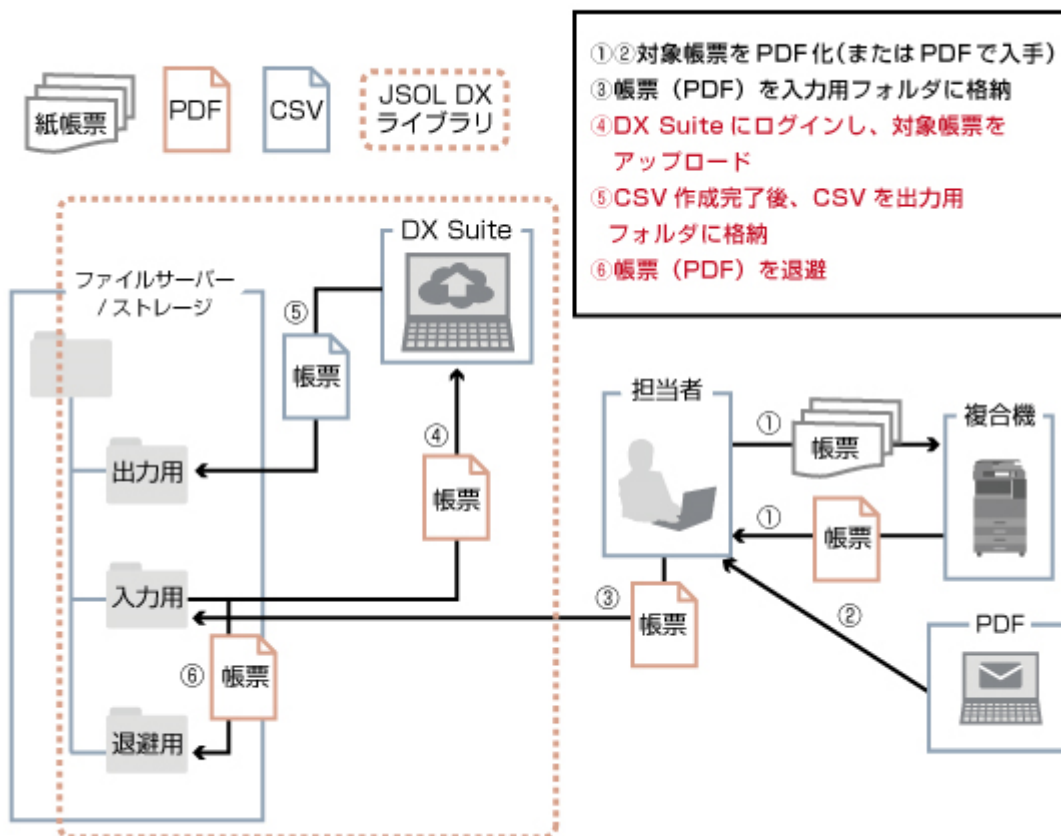 紙帳票
PDF
CSV
JSOL DX
ライブラリ
①②対象帳票をPDF化(またはPDFで入手)
③帳票（PDF）を入力用フォルダに格納
④DX Suiteにログインし、対象帳票を
アップロード
⑤CSV作成完了後、CSVを出力用
フォルダに格納
⑥帳票（PDF）を退避
DX Suite
ファイルサーバー
/ストレージ
⑤
帳票
④
帳票
出力用
入力用
⑥
帳票
退避用
担当者
①
帳票
複合機
①
帳票
③
帳票
②
PDF